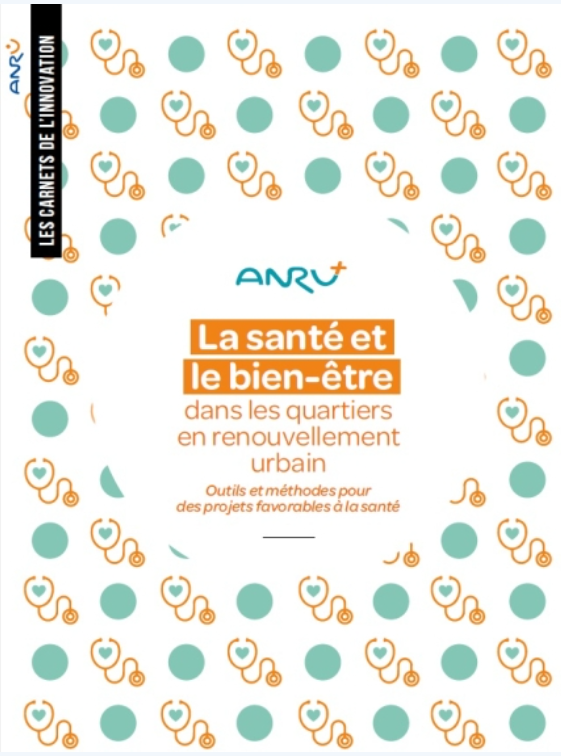 ANRU
LES CARNETS DE L'INNOVATION
ANRU+
La santé et
le bien-être
dans les quartiers
en renouvellement
urbain
Outils et méthodes pour
des projets favorables à la santé